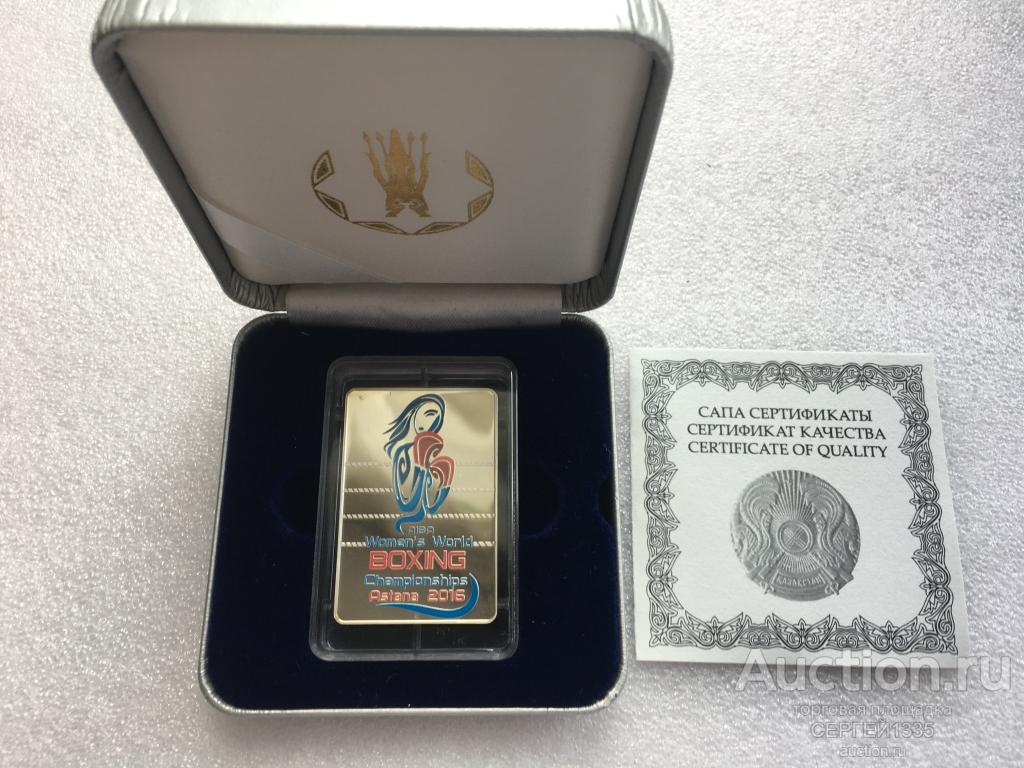 AIBA
Women's World
BOXING
Championships
Astana 2016
САПА СЕРТИФИКАТЫ
СЕРТИФИКАТ КАЧЕСТВА
CERTIFICATE OF QUALITY
ҚАЗАҚСТАН
Auction.ru
торговая площадка
СЕРГЕЙ1335
auction.ru